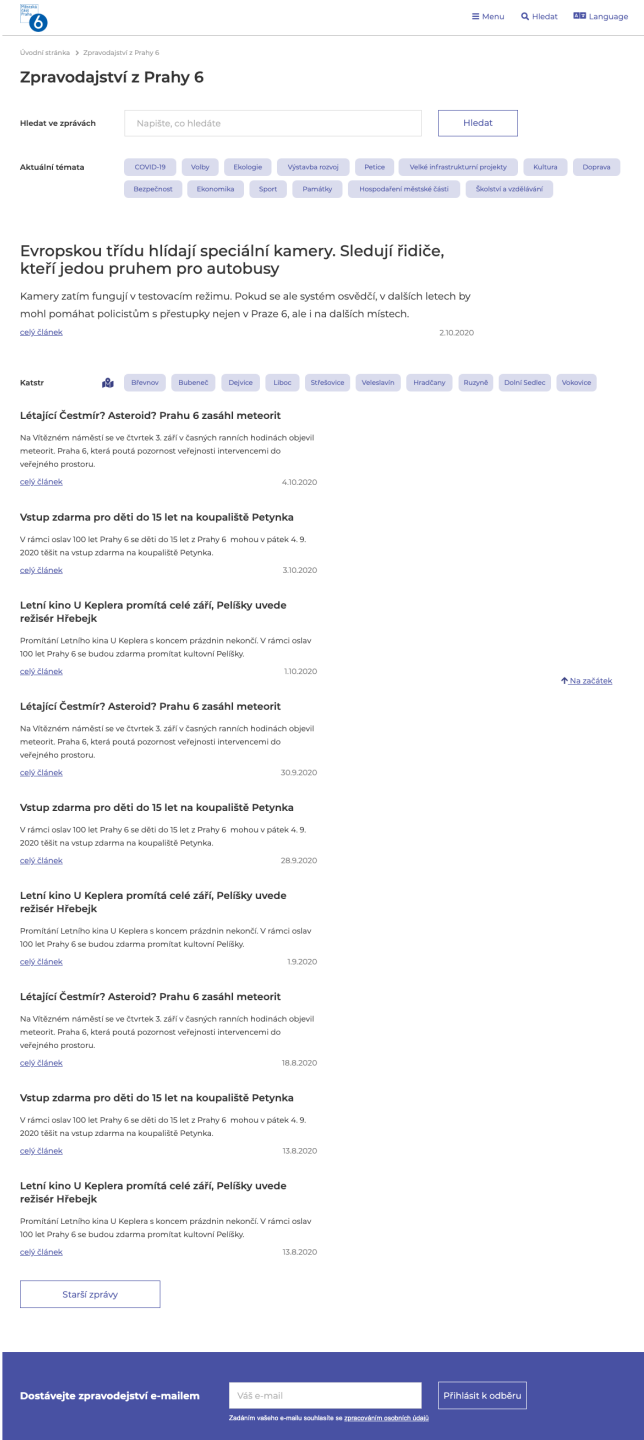 Městská
část
Praha
6
Menu Hledat Language
Úvodní stránka Zpravodajství z Prahy 6
Zpravodajství z Prahy 6
Hledat ve zprávách Napište, co hledáte Hledat
Aktuální témata COVID-19 Volby Ekologie Výstavba rozvoj Petice Velké infrastrukturní projekty Kultura Doprava
Bezpečnost Ekonomika Sport Památky Hospodaření městské části Školství a vzdělávání
Evropskou třídu hlídají speciální kamery. Sledují řidiče,
kteří jedou pruhem pro autobusy
Kamery zatím fungují v testovacím režimu. Pokud se ale systém osvědčí, v dalších letech by
mohl pomáhat policistům s přestupky nejen v Praze 6, ale i na dalších místech.
celý článek 2.10.2020
Katstr Břevnov Bubeneč Dejvice Liboc Střešovice Veleslavín Hradčany Ruzyně Dolní Sedlec Vokovice
Létající Čestmír? Asteroid? Prahu 6 zasáhl meteorit
Na Vítězném náměstí se ve čtvrtek 3. září v časných ranních hodinách objevil
meteorit. Praha 6, která poutá pozornost veřejnosti intervencemi do
veřejného prostoru.
celý článek 4.10.2020
Vstup zdarma pro děti do 15 let na koupaliště Petynka
V rámci oslav 100 let Prahy 6 se děti do 15 let z Prahy 6 mohou v pátek 4. 9.
2020 těšit na vstup zdarma na koupaliště Petynka.
celý článek 3.10.2020
Letní kino U Keplera promítá celé září, Pelíšky uvede
režisér Hřebejk
Promítání Letního kina U Keplera s koncem prázdnin nekončí. V rámci oslav
100 let Prahy 6 se budou zdarma promítat kultovní Pelíšky.
celý článek 1.10.2020
Na začátek
Létající Čestmír? Asteroid? Prahu 6 zasáhl meteorit
Na Vítězném náměstí se ve čtvrtek 3. září v časných ranních hodinách objevil
meteorit. Praha 6, která poutá pozornost veřejnosti intervencemi do
veřejného prostoru.
celý článek 30.9.2020
Vstup zdarma pro děti do 15 let na koupaliště Petynka
V rámci oslav 100 let Prahy 6 se děti do 15 let z Prahy 6 mohou v pátek 4. 9.
2020 těšit na vstup zdarma na koupaliště Petynka.
celý článek 28.9.2020
Letní kino U Keplera promítá celé září, Pelíšky uvede
režisér Hřebejk
Promítání Letního kina U Keplera s koncem prázdnin nekončí. V rámci oslav
100 let Prahy 6 se budou zdarma promítat kultovní Pelíšky.
celý článek 1.9.2020
Létající Čestmír? Asteroid? Prahu 6 zasáhl meteorit
Na Vítězném náměstí se ve čtvrtek 3. září v časných ranních hodinách objevil
meteorit. Praha 6, která poutá pozornost veřejnosti intervencemi do
veřejného prostoru.
celý článek 18.8.2020
Vstup zdarma pro děti do 15 let na koupaliště Petynka
V rámci oslav 100 let Prahy 6 se děti do 15 let z Prahy 6 mohou v pátek 4. 9.
2020 těšit na vstup zdarma na koupaliště Petynka.
celý článek 13.8.2020
Letní kino U Keplera promítá celé září, Pelíšky uvede
režisér Hřebejk
Promítání Letního kina U Keplera s koncem prázdnin nekončí. V rámci oslav
100 let Prahy 6 se budou zdarma promítat kultovní Pelíšky.
celý článek 13.8.2020
Starší zprávy
Dostávejte zpravodejství e-mailem Váš e-mail Přihlásit k odběru
Zadáním vašeho e-mailu souhlasíte se zpracováním osobních údajů